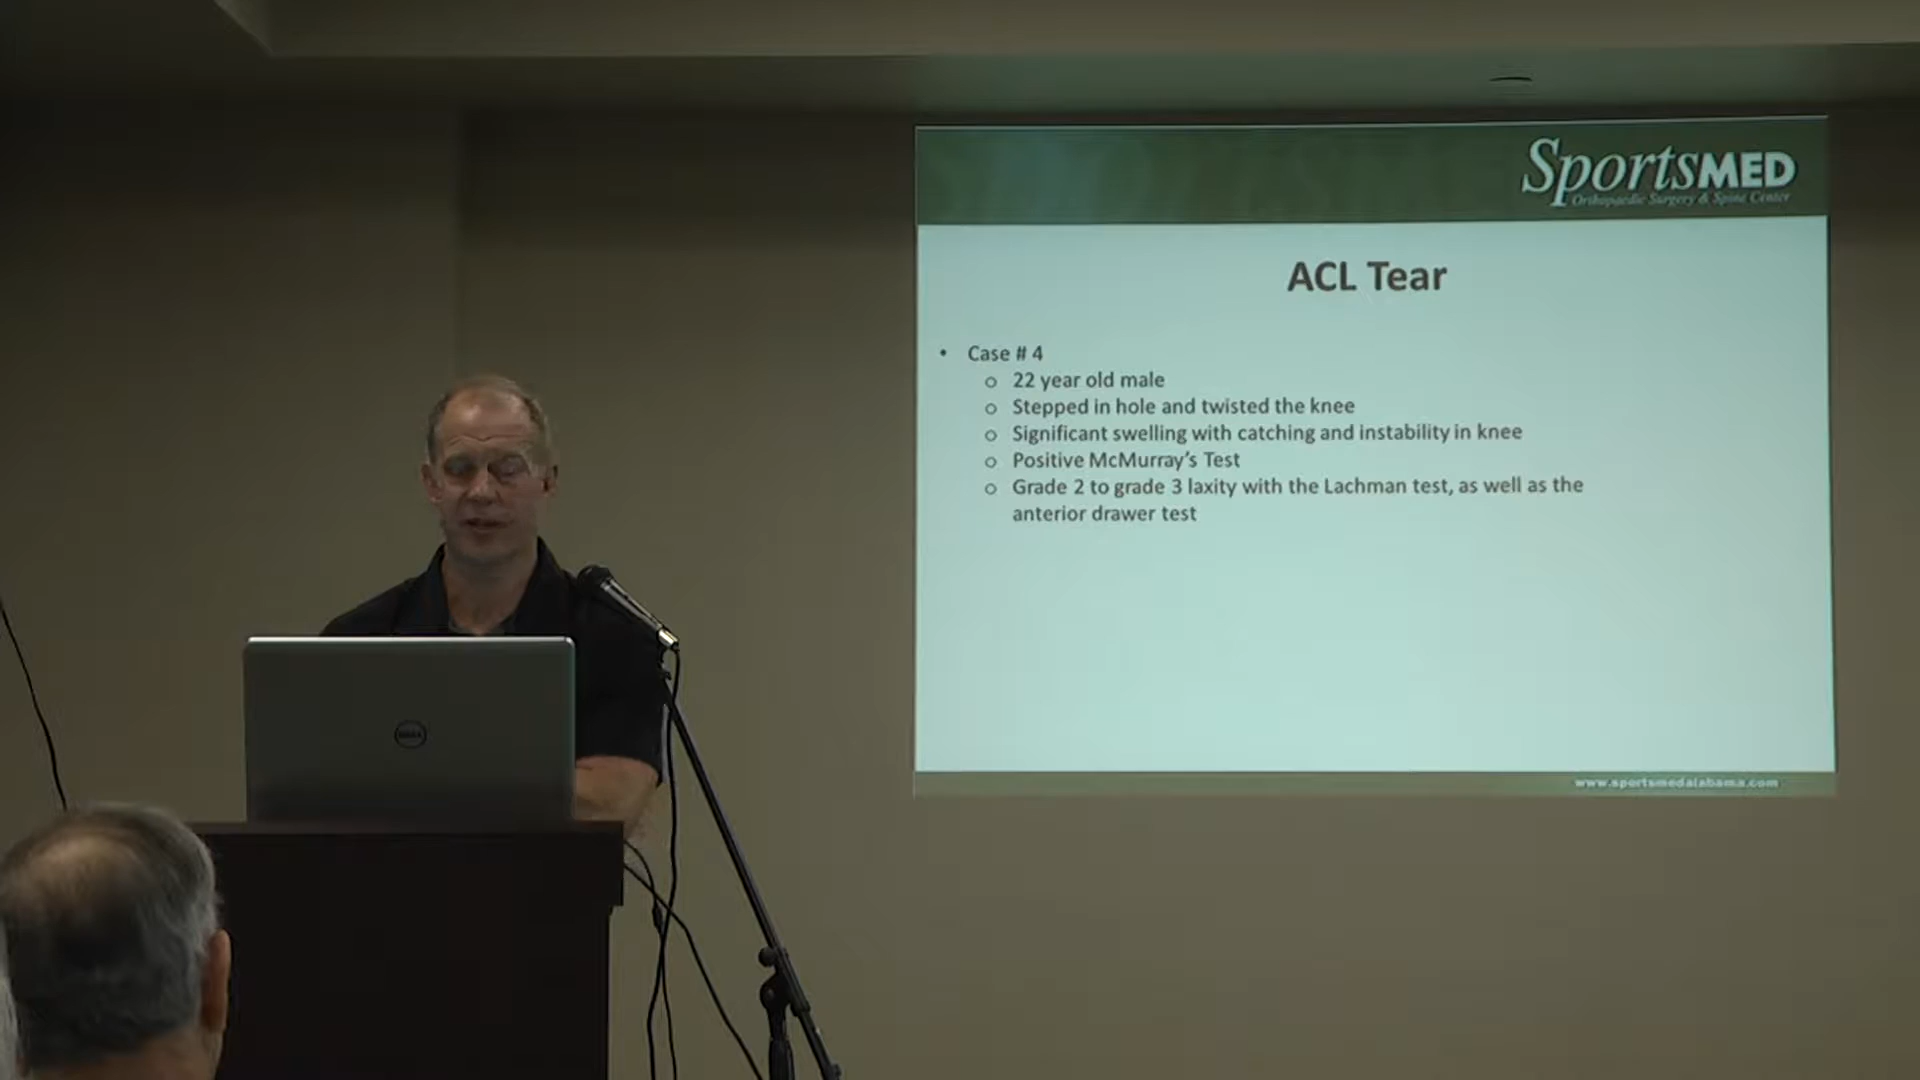 SportsMED
Orthopaedic Surgery & Spine Center
ACL Tear
• Case # 4
o 22 year old male
o Stepped in hole and twisted the knee
o Significant swelling with catching and instability in knee
o Positive McMurray's Test
o Grade 2 to grade 3 laxity with the Lachman test, as well as the
anterior drawer test
www.sportsmedalabama.com
DELL